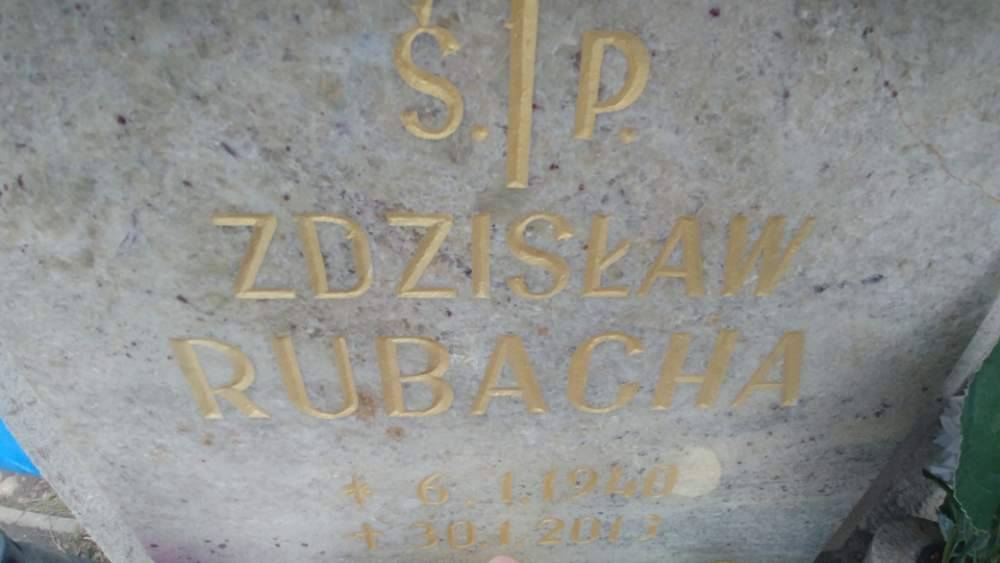 Ś. P.
ZDZISŁAW
RUBACHA
* 6.1.1940
+ 30.1.2013